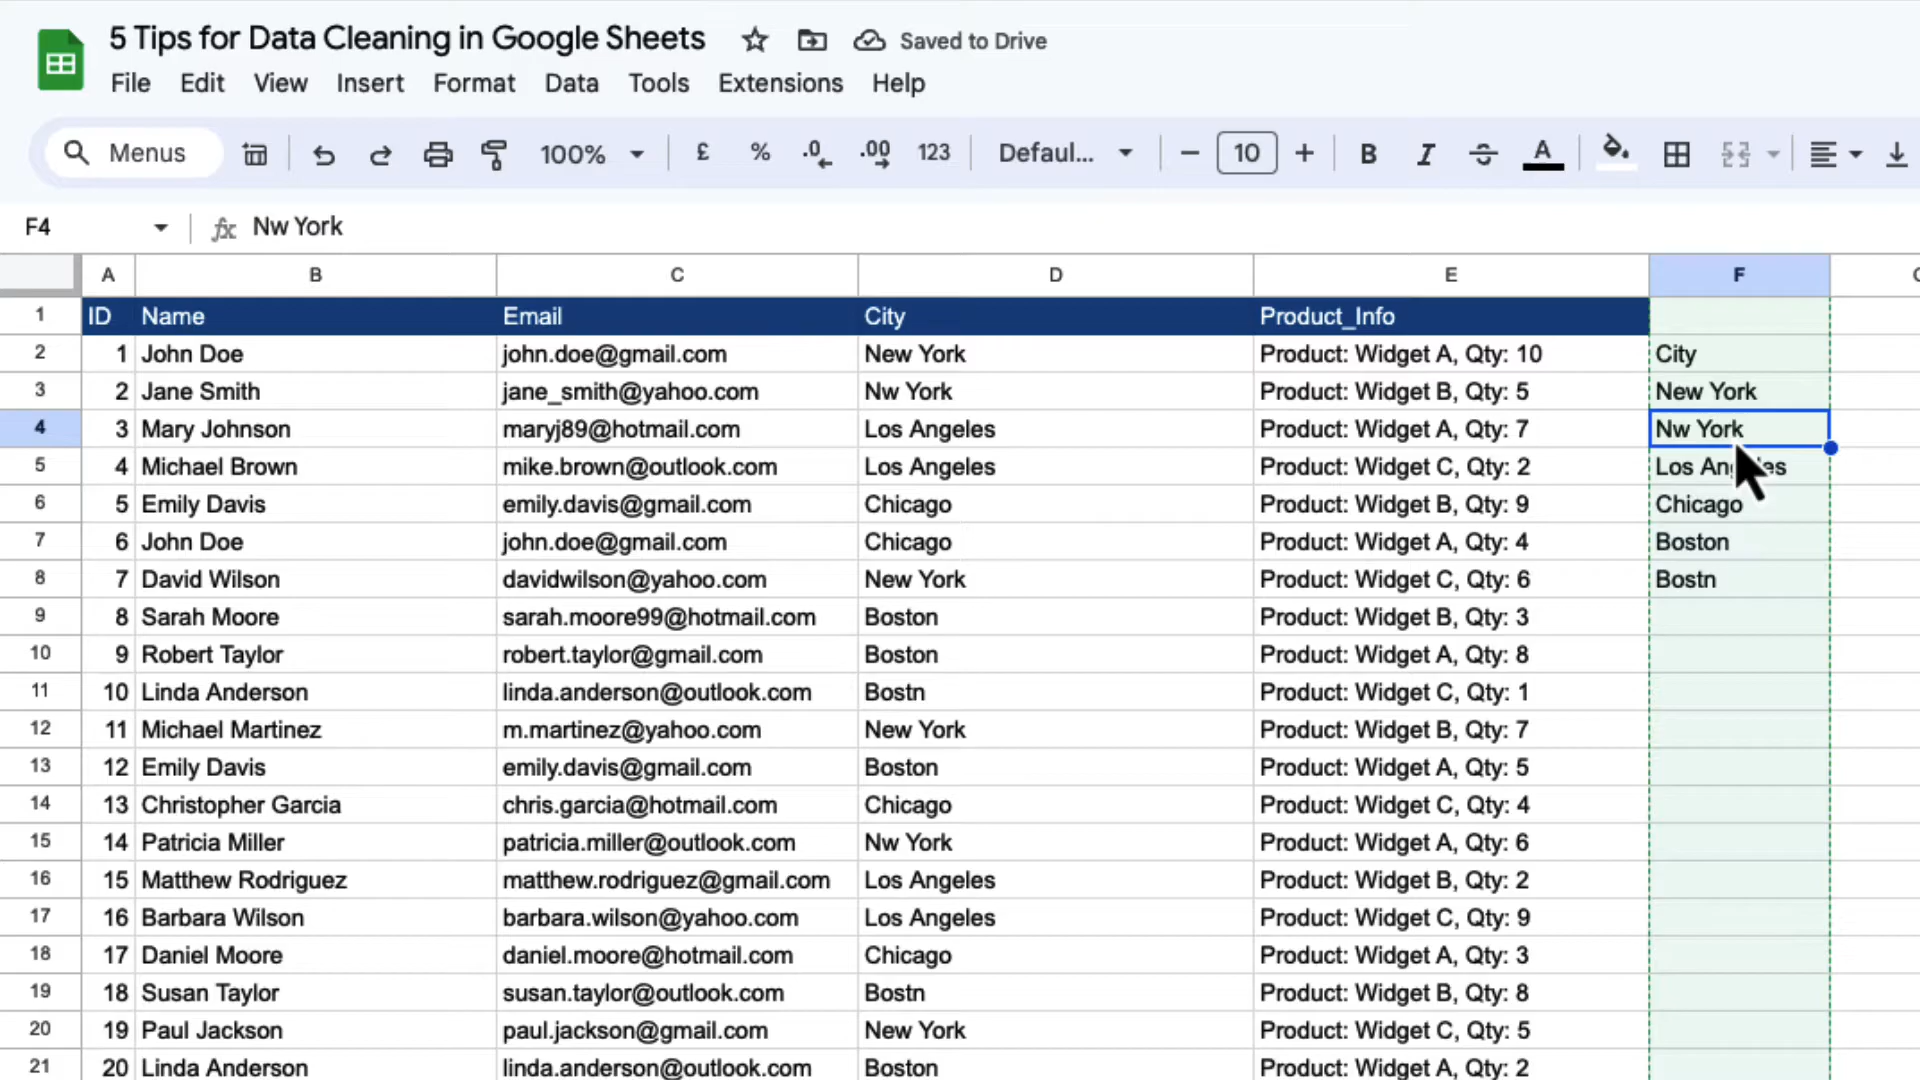 5 Tips for Data Cleaning in Google Sheets Saved to Drive
File Edit View Insert Format Data Tools Extensions Help
Menus 100% £ % .0 .00 123 Defaul... 10 B I S A
F4 fx Nw York
A B C D E F
1 ID Name Email City Product_Info
2 1 John Doe john.doe@gmail.com New York Product: Widget A, Qty: 10 City
3 2 Jane Smith jane_smith@yahoo.com Nw York Product: Widget B, Qty: 5 New York
4 3 Mary Johnson maryj89@hotmail.com Los Angeles Product: Widget A, Qty: 7 Nw York
5 4 Michael Brown mike.brown@outlook.com Los Angeles Product: Widget C, Qty: 2 Los Angeles
6 5 Emily Davis emily.davis@gmail.com Chicago Product: Widget B, Qty: 9 Chicago
7 6 John Doe john.doe@gmail.com Chicago Product: Widget A, Qty: 4 Boston
8 7 David Wilson davidwilson@yahoo.com New York Product: Widget C, Qty: 6 Bostn
9 8 Sarah Moore sarah.moore99@hotmail.com Boston Product: Widget B, Qty: 3
10 9 Robert Taylor robert.taylor@gmail.com Boston Product: Widget A, Qty: 8
11 10 Linda Anderson linda.anderson@outlook.com Bostn Product: Widget C, Qty: 1
12 11 Michael Martinez m.martinez@yahoo.com New York Product: Widget B, Qty: 7
13 12 Emily Davis emily.davis@gmail.com Boston Product: Widget A, Qty: 5
14 13 Christopher Garcia chris.garcia@hotmail.com Chicago Product: Widget C, Qty: 4
15 14 Patricia Miller patricia.miller@outlook.com Nw York Product: Widget A, Qty: 6
16 15 Matthew Rodriguez matthew.rodriguez@gmail.com Los Angeles Product: Widget B, Qty: 2
17 16 Barbara Wilson barbara.wilson@yahoo.com Los Angeles Product: Widget C, Qty: 9
18 17 Daniel Moore daniel.moore@hotmail.com Chicago Product: Widget A, Qty: 3
19 18 Susan Taylor susan.taylor@outlook.com Bostn Product: Widget B, Qty: 8
20 19 Paul Jackson paul.jackson@gmail.com New York Product: Widget C, Qty: 5
21 20 Linda Anderson linda.anderson@outlook.com Boston Product: Widget A, Qty: 2